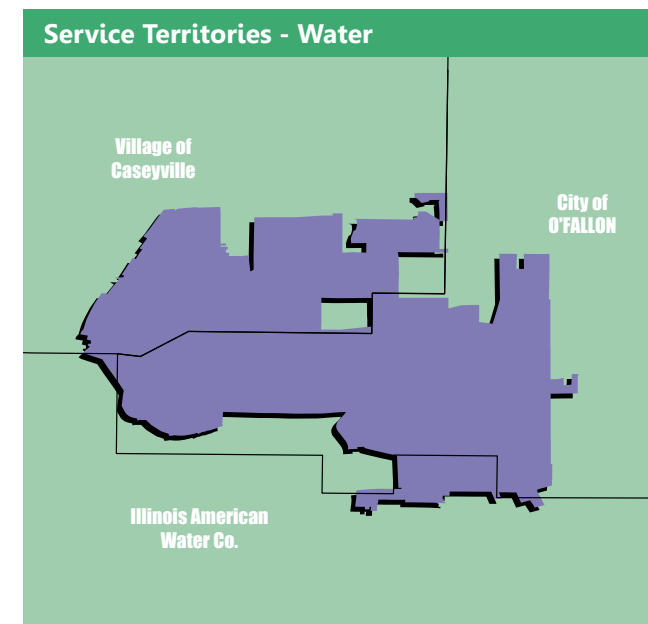 Service Territories - Water
Village of
Caseyville
City of
O'FALLON
Illinois American
Water Co.